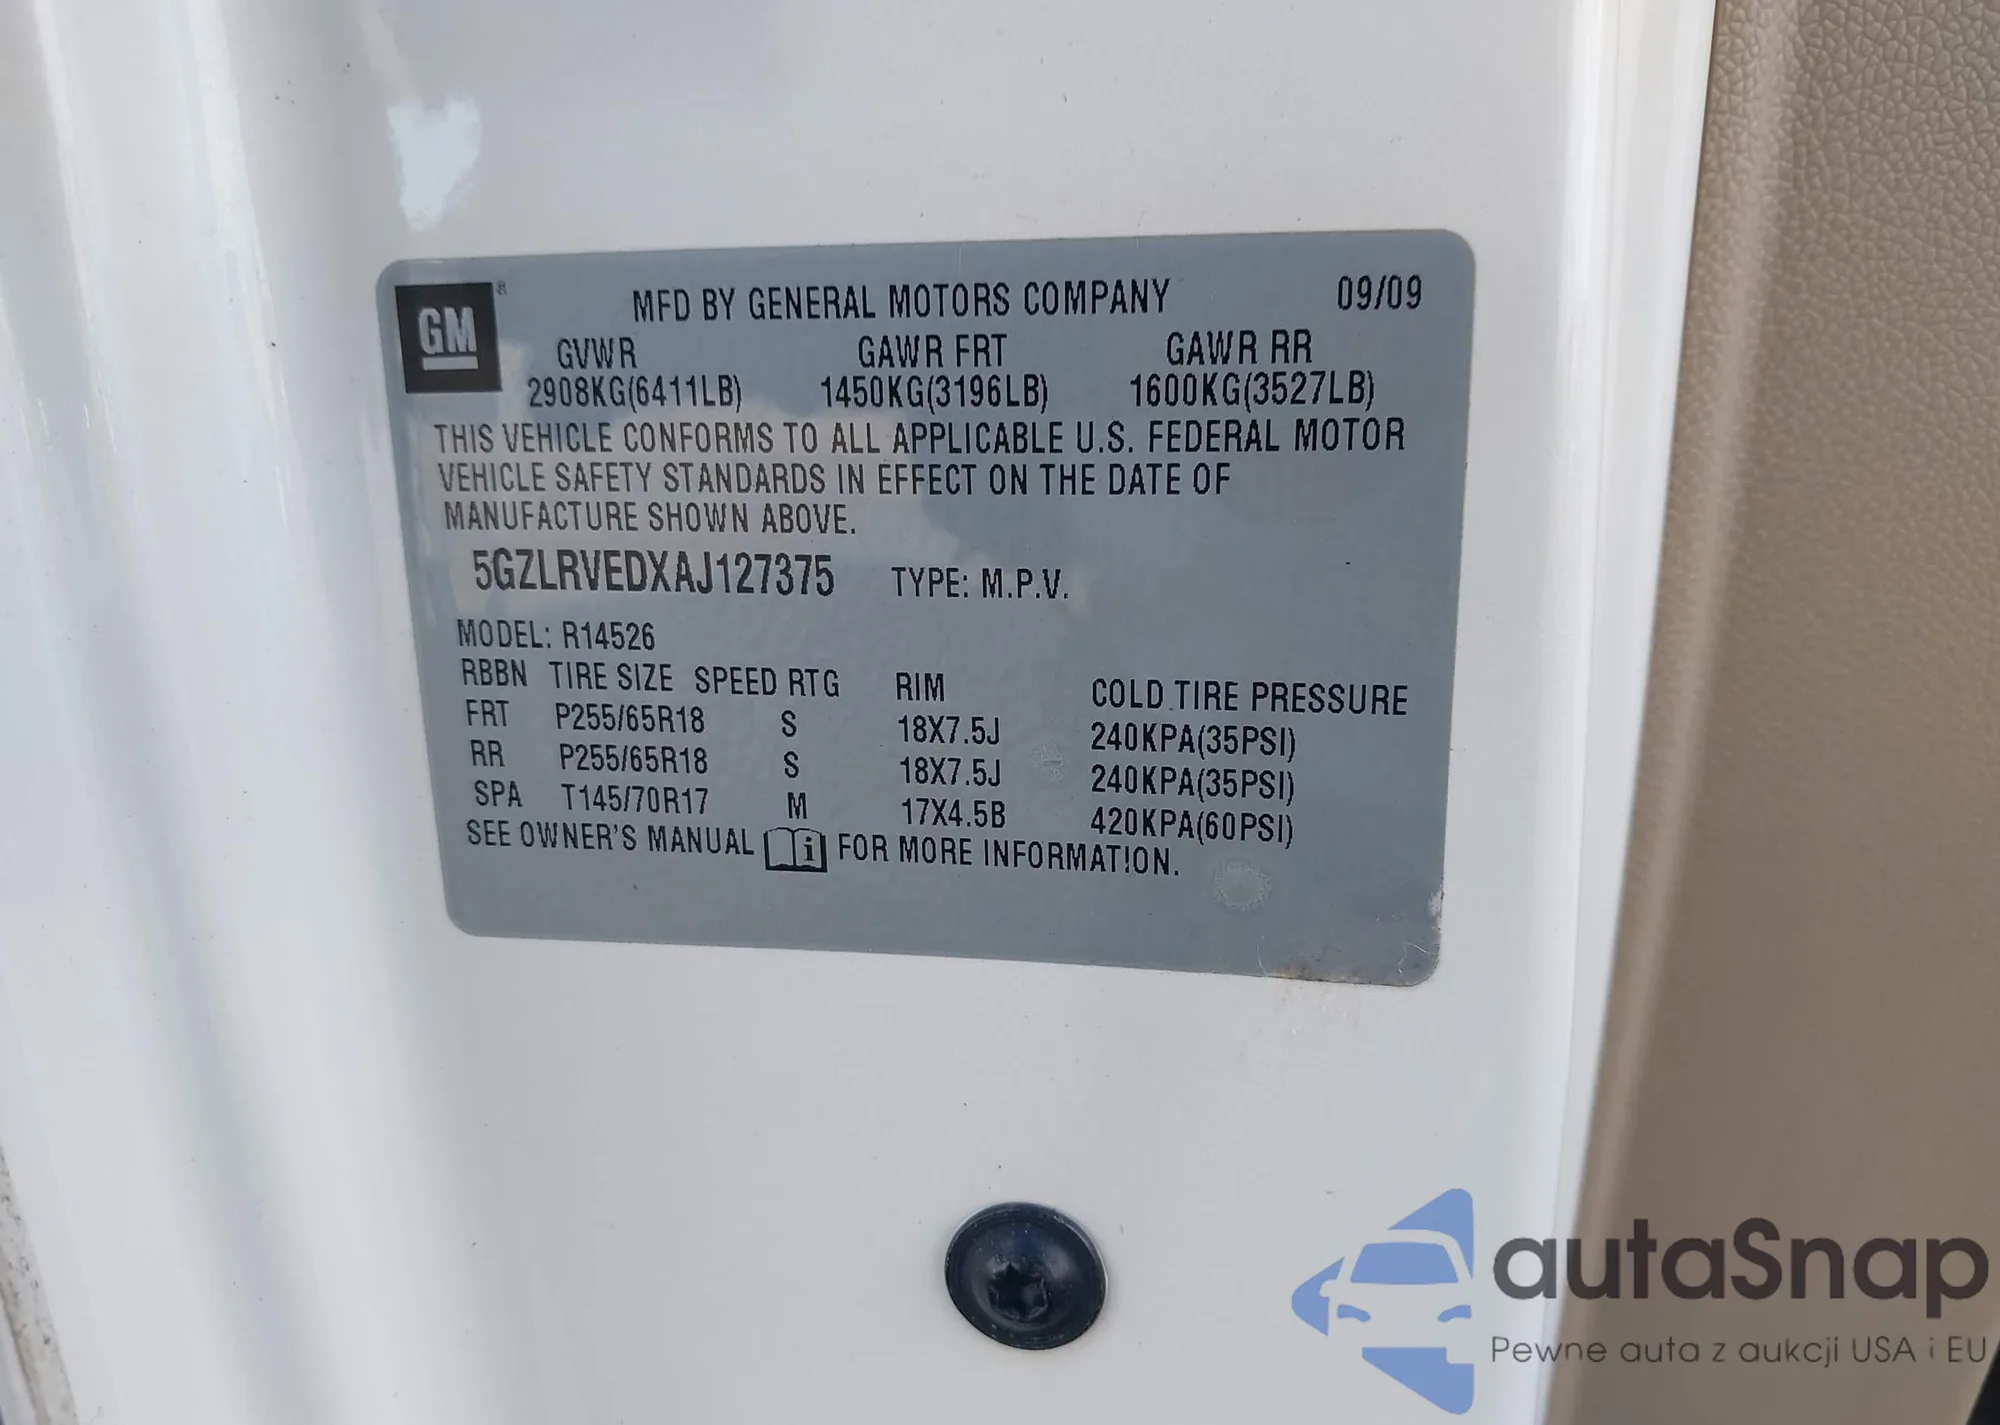 GM ®
MFD BY GENERAL MOTORS COMPANY 09/09
GVWR GAWR FRT GAWR RR
2908KG(6411LB) 1450KG(3196LB) 1600KG(3527LB)
THIS VEHICLE CONFORMS TO ALL APPLICABLE U.S. FEDERAL MOTOR
VEHICLE SAFETY STANDARDS IN EFFECT ON THE DATE OF
MANUFACTURE SHOWN ABOVE.
5GZLRVEDXAJ127375 TYPE: M.P.V.
MODEL: R14526
RBBN TIRE SIZE SPEED RTG RIM COLD TIRE PRESSURE
FRT P255/65R18 S 18X7.5J 240KPA(35PSI)
RR P255/65R18 S 18X7.5J 240KPA(35PSI)
SPA T145/70R17 M 17X4.5B 420KPA(60PSI)
SEE OWNER'S MANUAL i FOR MORE INFORMATION.
autaSnap
Pewne auta z aukcji USA i EU